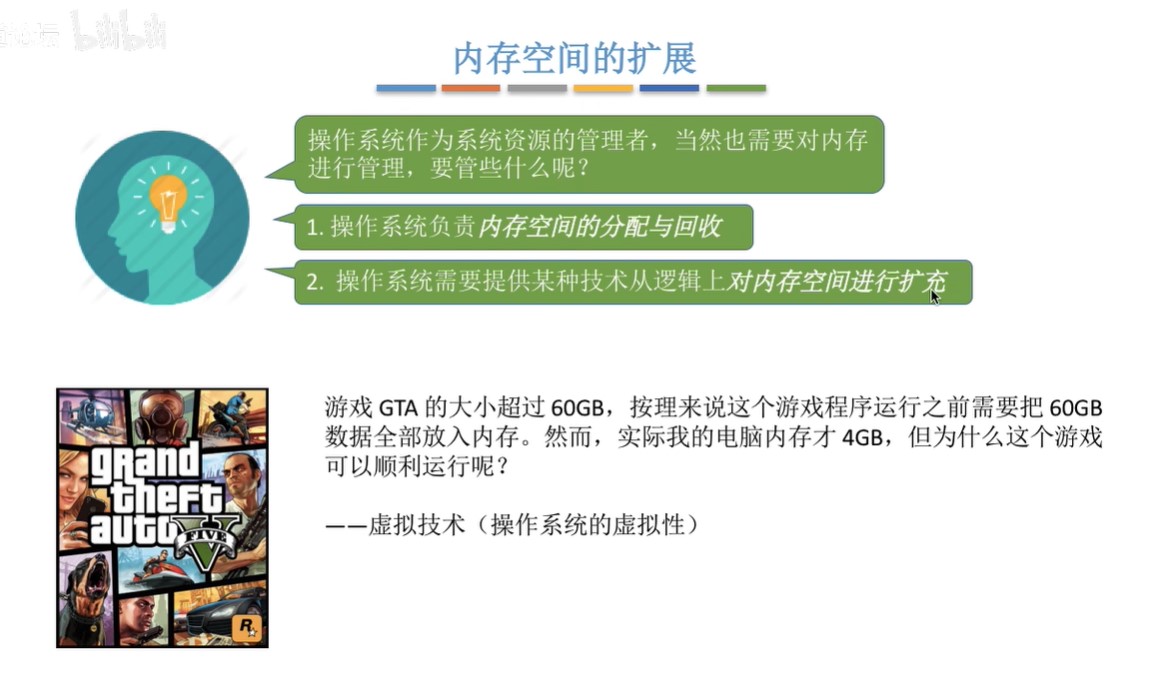 bilibili
内存空间的扩展
操作系统作为系统资源的管理者，当然也需要对内存
进行管理，要管些什么呢？
1. 操作系统负责内存空间的分配与回收
2. 操作系统需要提供某种技术从逻辑上对内存空间进行扩充
游戏 GTA 的大小超过 60GB，按理来说这个游戏程序运行之前需要把 60GB
数据全部放入内存。然而，实际我的电脑内存才 4GB，但为什么这个游戏
可以顺利运行呢？
——虚拟技术（操作系统的虚拟性）
grand
theft
auto V
FIVE
R